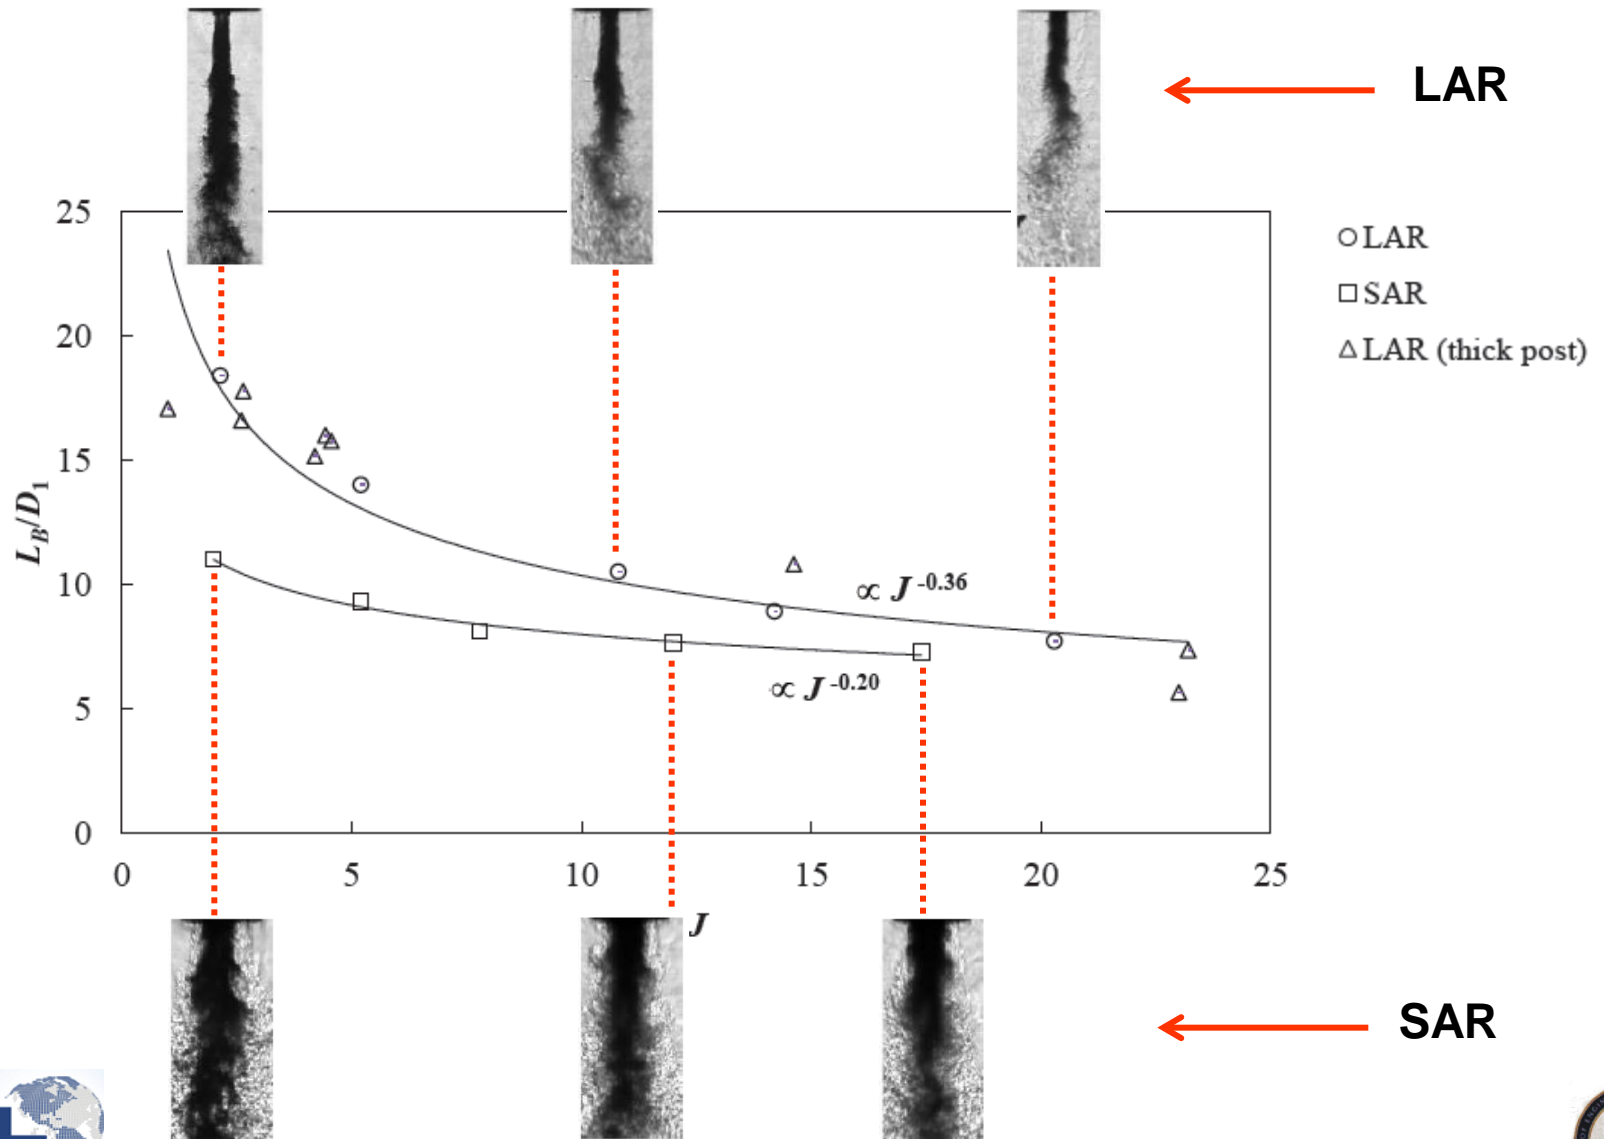 LAR
25
20
15
10
5
0
L_B/D_1
○ LAR
□ SAR
△ LAR (thick post)
∝ J^-0.36
∝ J^-0.20
0 5 10 15 20 25
J
SAR